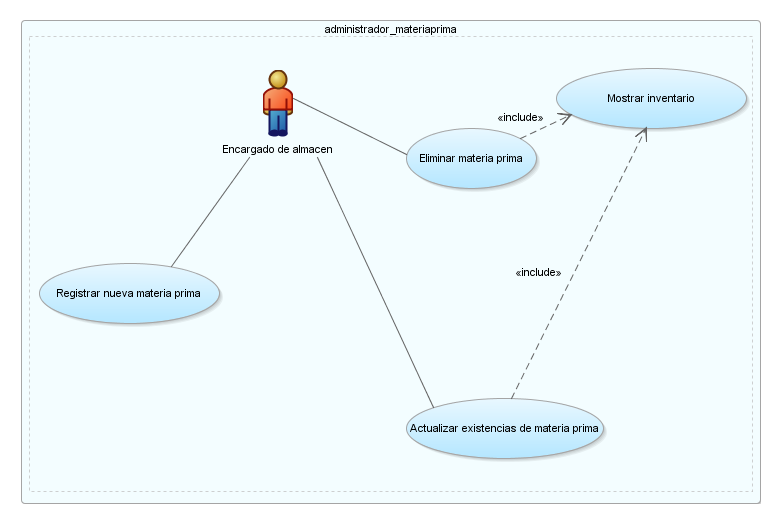 administrador_materiaprima
Mostrar inventario
«include»
Encargado de almacen
Eliminar materia prima
«include»
Registrar nueva materia prima
Actualizar existencias de materia prima